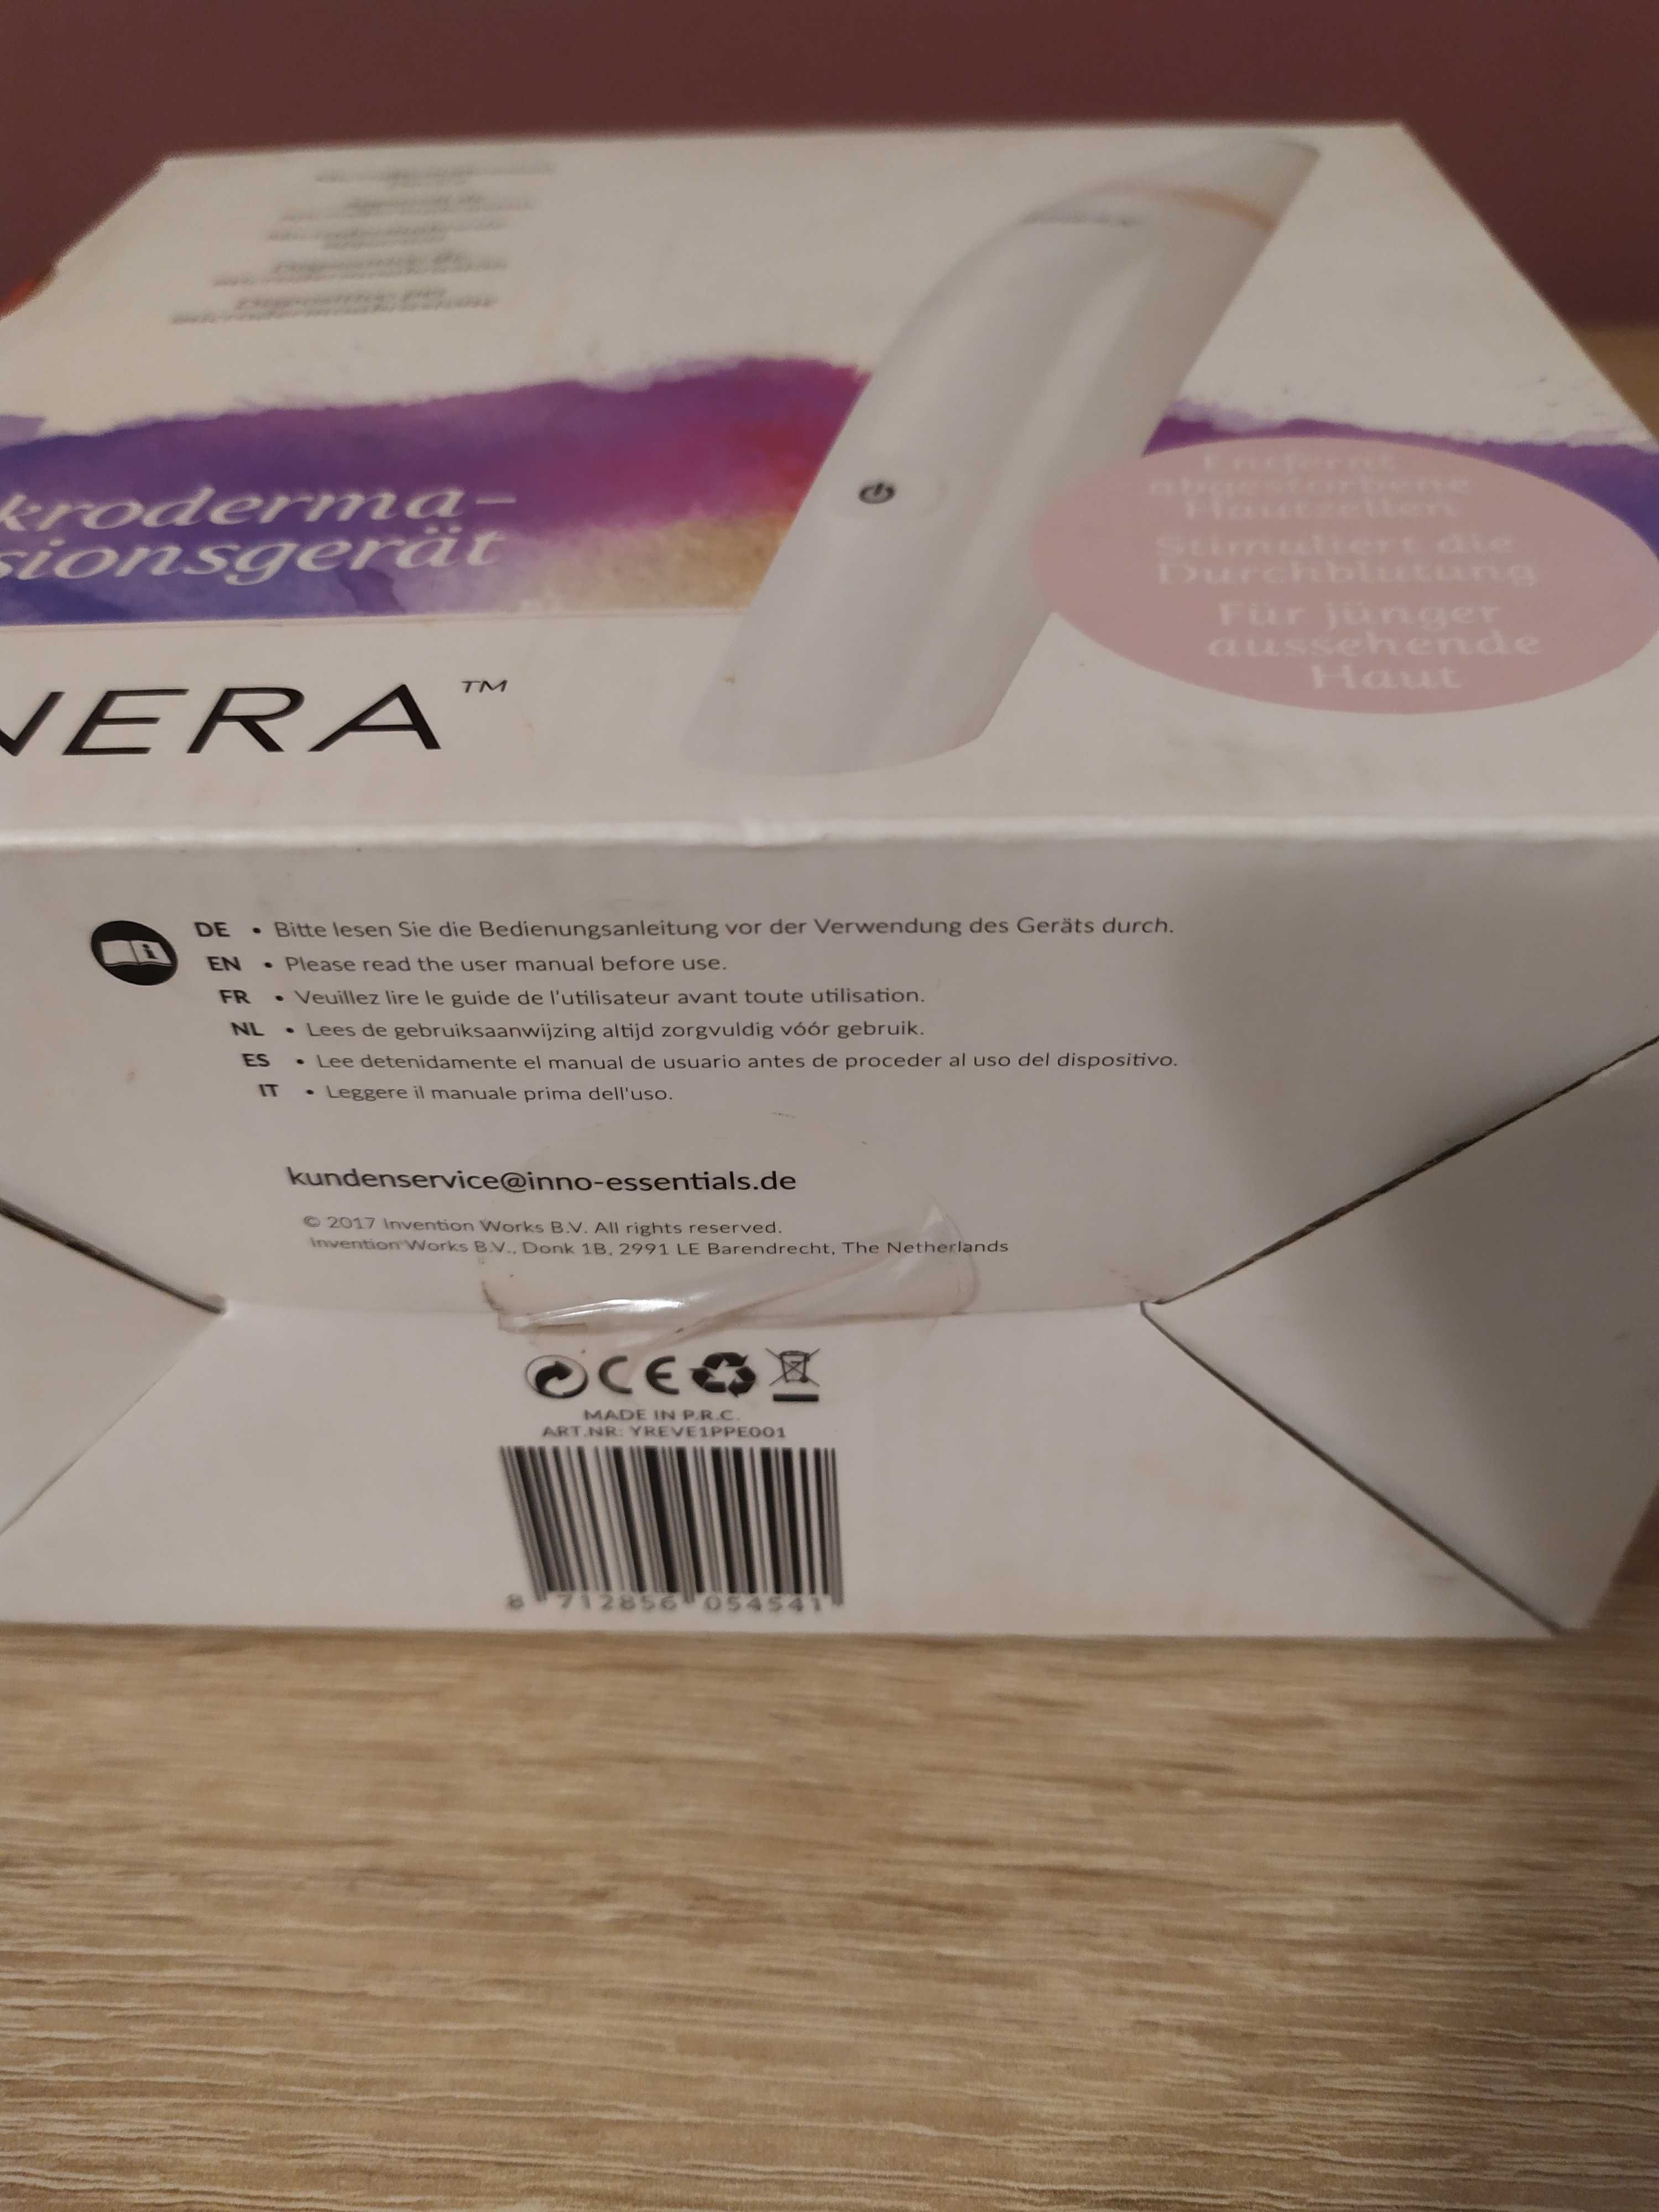 kroderma-
sionsgerät
Entfernt
abgestorbene
Hautzellen
Stimuliert die
Durchblutung
Für jünger
aussehende
Haut
NERA™
DE • Bitte lesen Sie die Bedienungsanleitung vor der Verwendung des Geräts durch.
EN • Please read the user manual before use.
FR • Veuillez lire le guide de l'utilisateur avant toute utilisation.
NL • Lees de gebruiksaanwijzing altijd zorgvuldig vóór gebruik.
ES • Lee detenidamente el manual de usuario antes de proceder al uso del dispositivo.
IT • Leggere il manuale prima dell'uso.
kundenservice@inno-essentials.de
© 2017 Invention Works B.V. All rights reserved.
Invention Works B.V., Donk 1B, 2991 LE Barendrecht, The Netherlands
CE
MADE IN P.R.C.
ART.NR: YREVE1PPE001
8 712856 054541